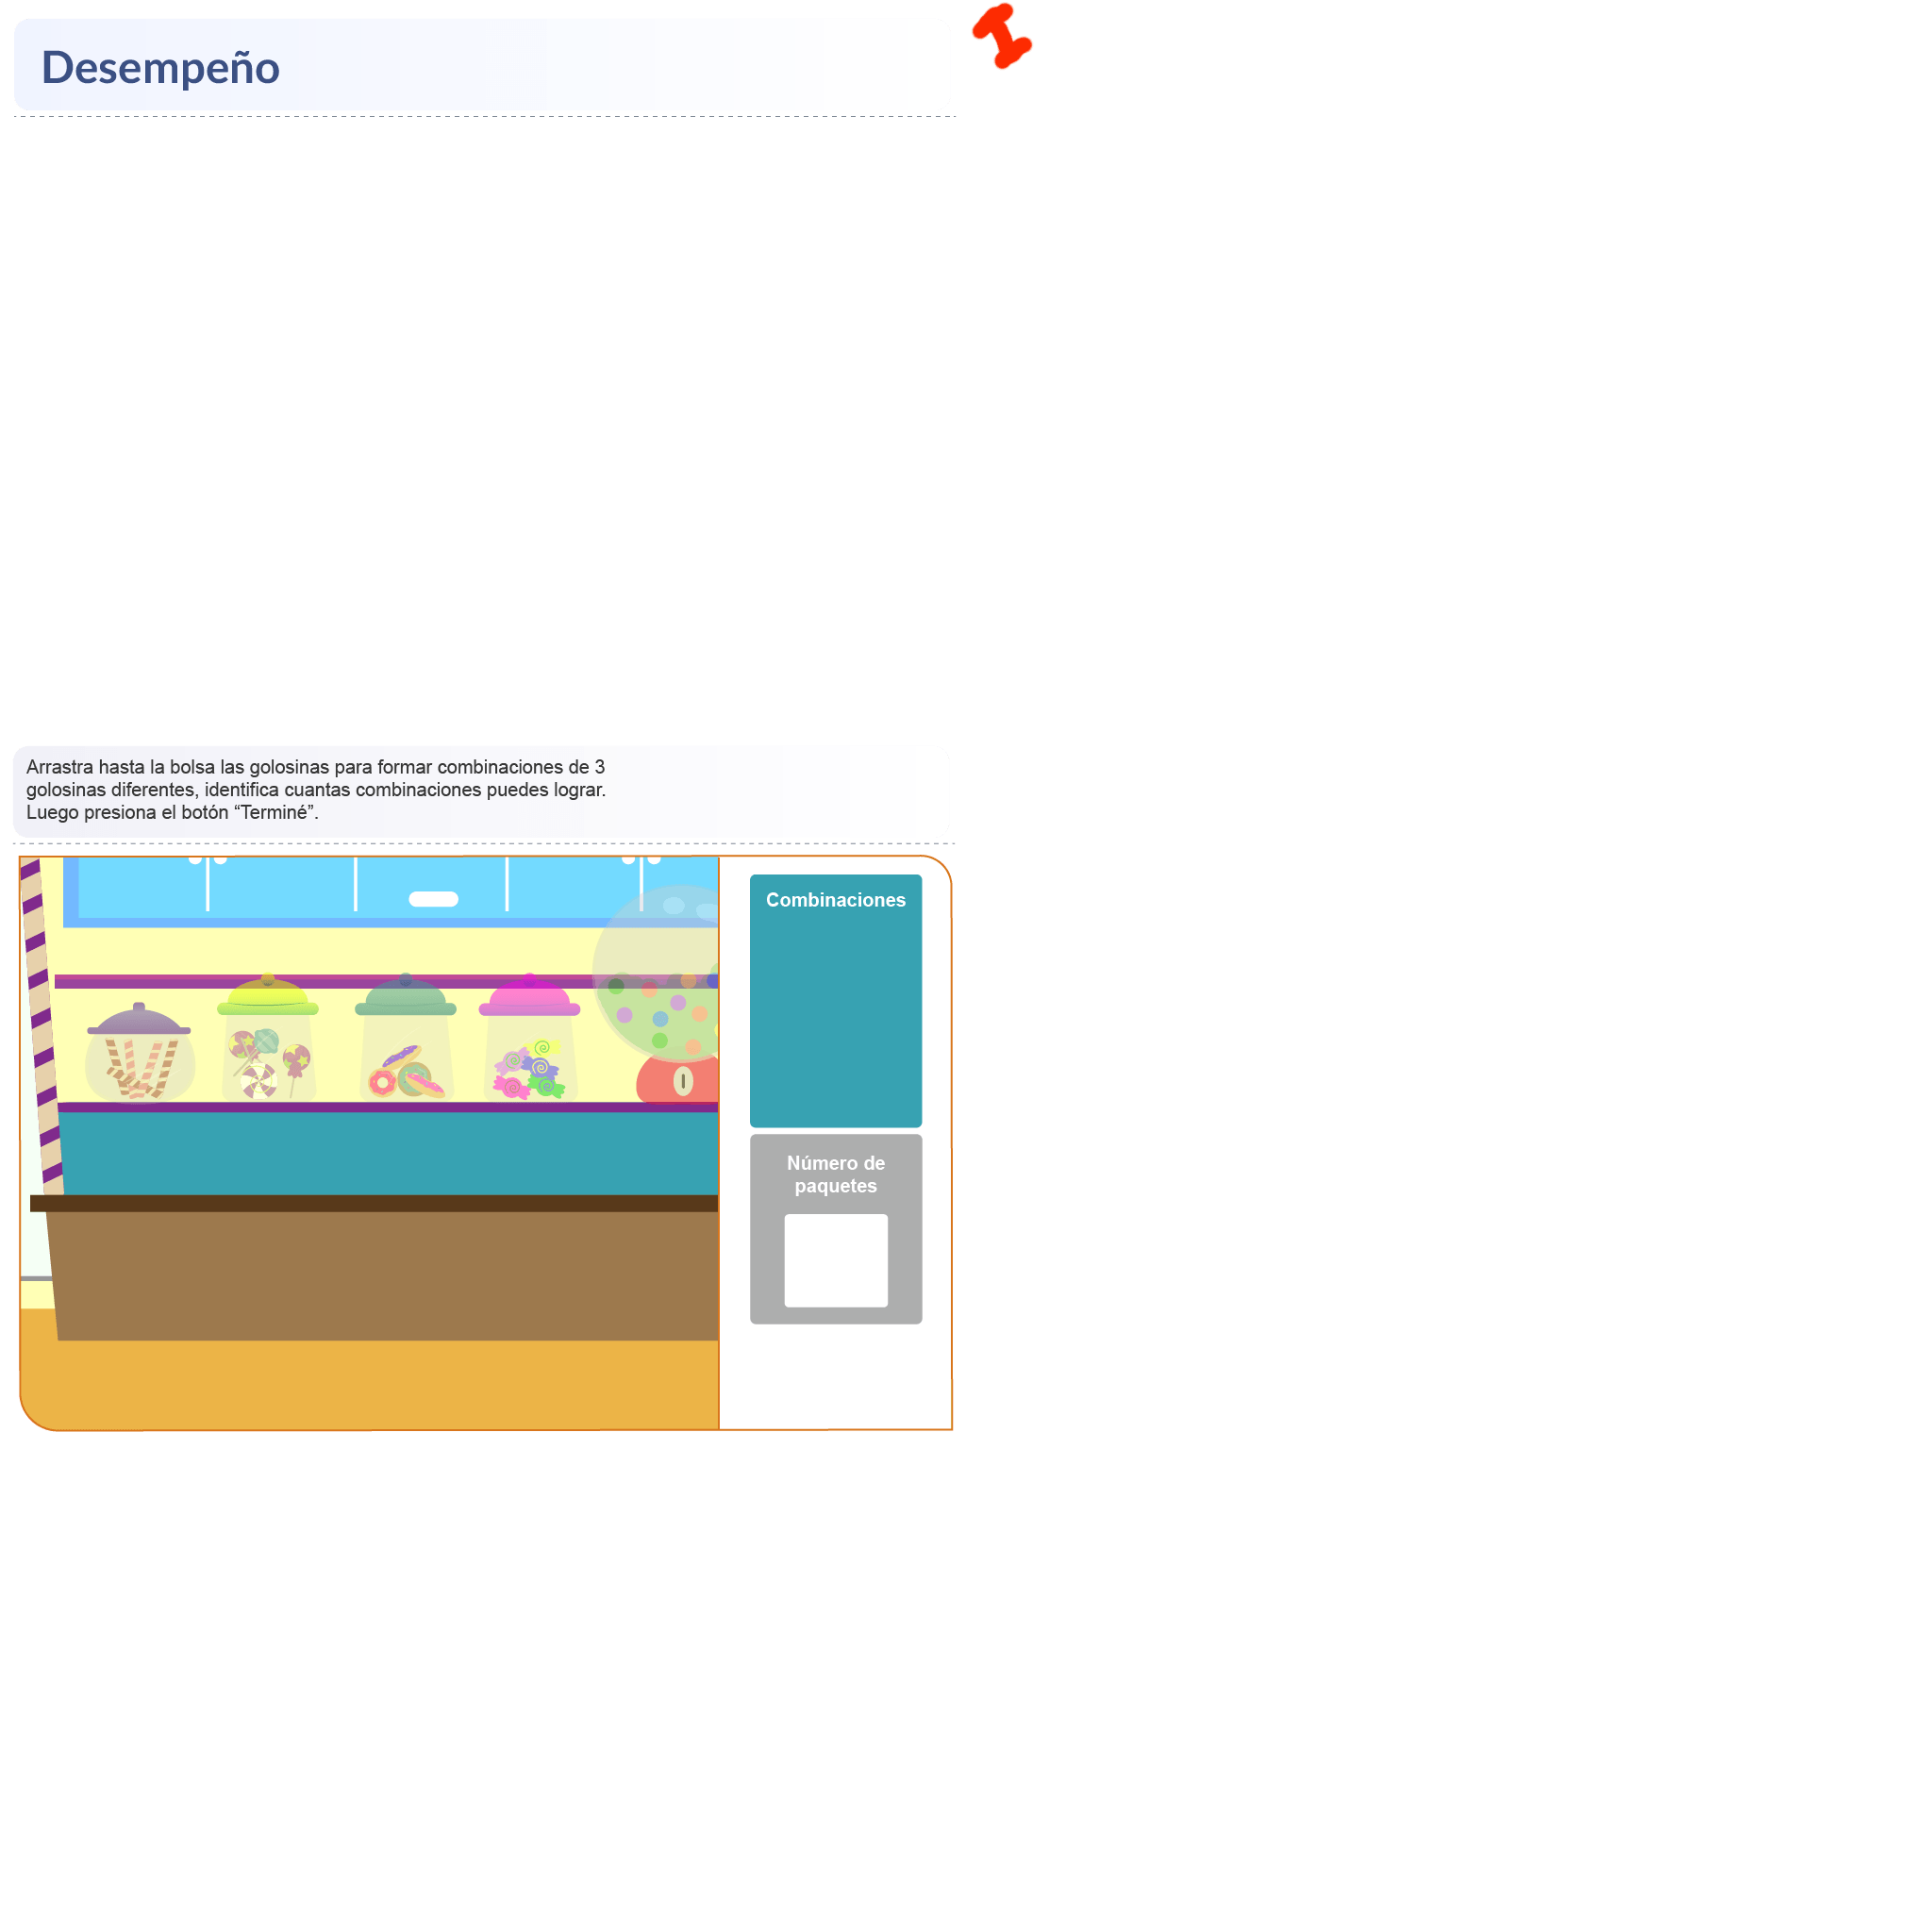 Desempeño
Arrastra hasta la bolsa las golosinas para formar combinaciones de 3
golosinas diferentes, identifica cuantas combinaciones puedes lograr.
Luego presiona el botón “Terminé”.
Combinaciones
Número de
paquetes